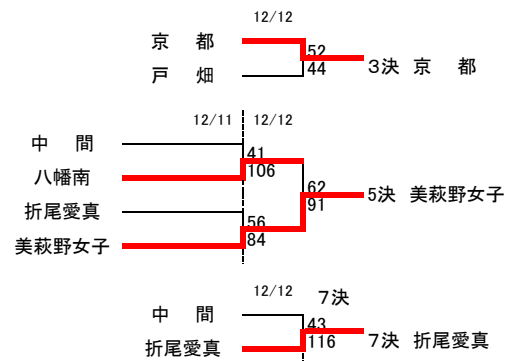 12/12
京 都
52
44
3決 京 都
戸 畑
12/11 12/12
中 間
41
106
八幡南
62
91
5決 美萩野女子
折尾愛真
56
84
美萩野女子
12/12 7決
中 間
43
116
7決 折尾愛真
折尾愛真